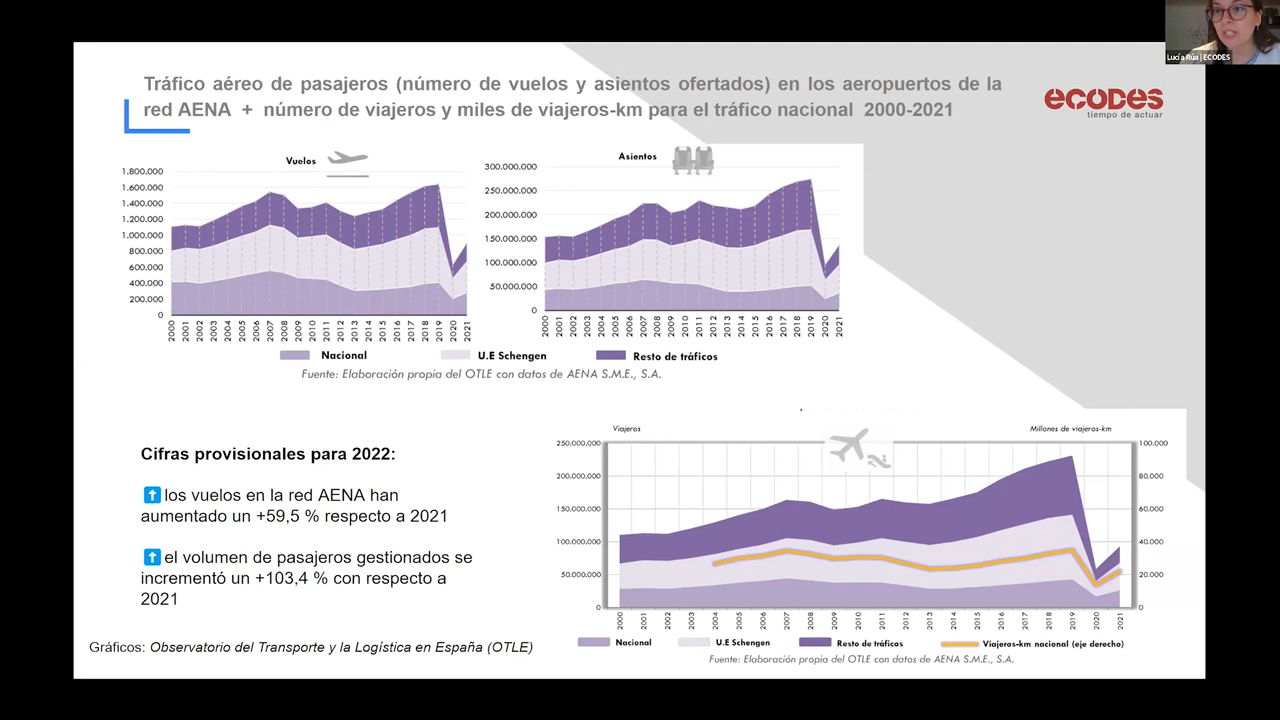 Lucía Rúa | ECODES
Tráfico aéreo de pasajeros (número de vuelos y asientos ofertados) en los aeropuertos de la
red AENA + número de viajeros y miles de viajeros-km para el tráfico nacional 2000-2021
ecodes
tiempo de actuar
Vuelos
1.800.000
1.600.000
1.400.000
1.200.000
1.000.000
800.000
600.000
400.000
200.000
0
2000 2001 2002 2003 2004 2005 2006 2007 2008 2009 2010 2011 2012 2013 2014 2015 2016 2017 2018 2019 2020 2021
Asientos
300.000.000
250.000.000
200.000.000
150.000.000
100.000.000
50.000.000
0
2000 2001 2002 2003 2004 2005 2006 2007 2008 2009 2010 2011 2012 2013 2014 2015 2016 2017 2018 2019 2020 2021
Nacional U.E Schengen Resto de tráficos
Fuente: Elaboración propia del OTLE con datos de AENA S.M.E., S.A.
Cifras provisionales para 2022:
los vuelos en la red AENA han
aumentado un +59,5 % respecto a 2021
el volumen de pasajeros gestionados se
incrementó un +103,4 % con respecto a
2021
Gráficos: Observatorio del Transporte y la Logística en España (OTLE)
Viajeros
Millones de viajeros-km
250.000.000
200.000.000
150.000.000
100.000.000
50.000.000
0
100.000
80.000
60.000
40.000
20.000
0
2000 2001 2002 2003 2004 2005 2006 2007 2008 2009 2010 2011 2012 2013 2014 2015 2016 2017 2018 2019 2020 2021
Nacional U.E Schengen Resto de tráficos Viajeros-km nacional (eje derecho)
Fuente: Elaboración propia del OTLE con datos de AENA S.M.E., S.A.